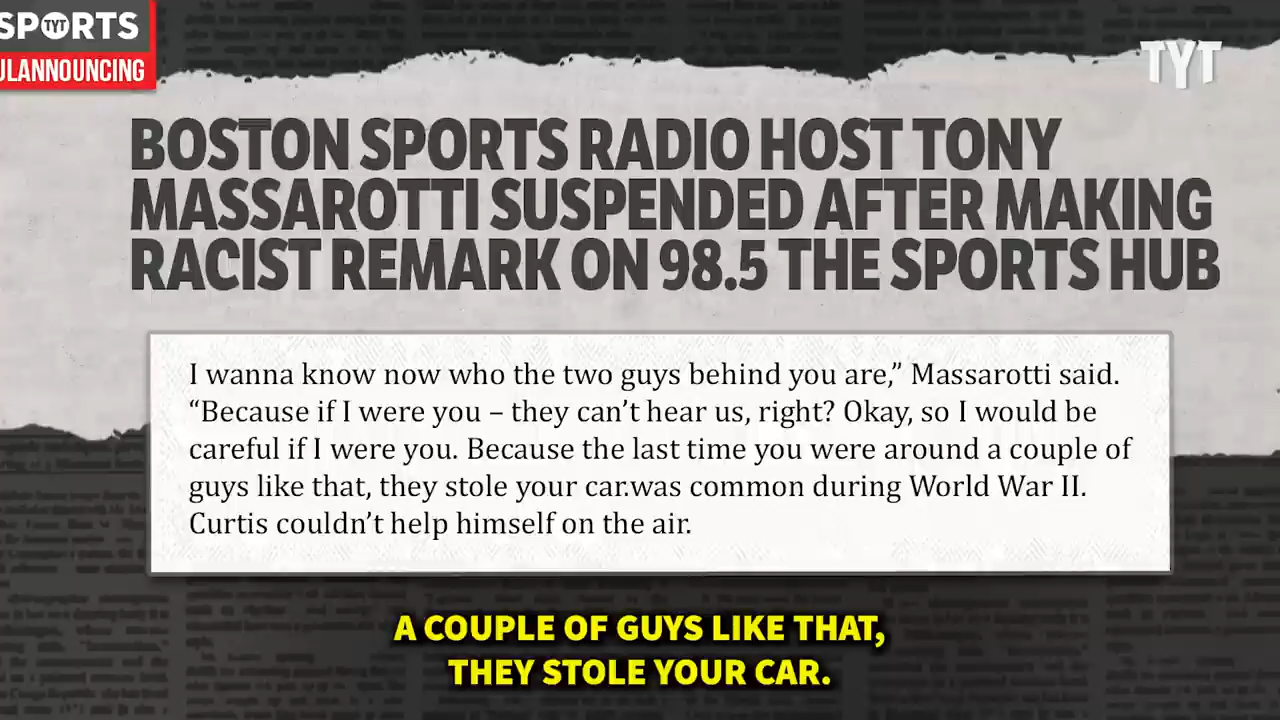 SPORTS
TYT
ULANNOUNCING
TYT
BOSTON SPORTS RADIO HOST TONY
MASSAROTTI SUSPENDED AFTER MAKING
RACIST REMARK ON 98.5 THE SPORTS HUB
I wanna know now who the two guys behind you are,” Massarotti said.
“Because if I were you – they can’t hear us, right? Okay, so I would be
careful if I were you. Because the last time you were around a couple of
guys like that, they stole your car.was common during World War II.
Curtis couldn’t help himself on the air.
A COUPLE OF GUYS LIKE THAT,
THEY STOLE YOUR CAR.